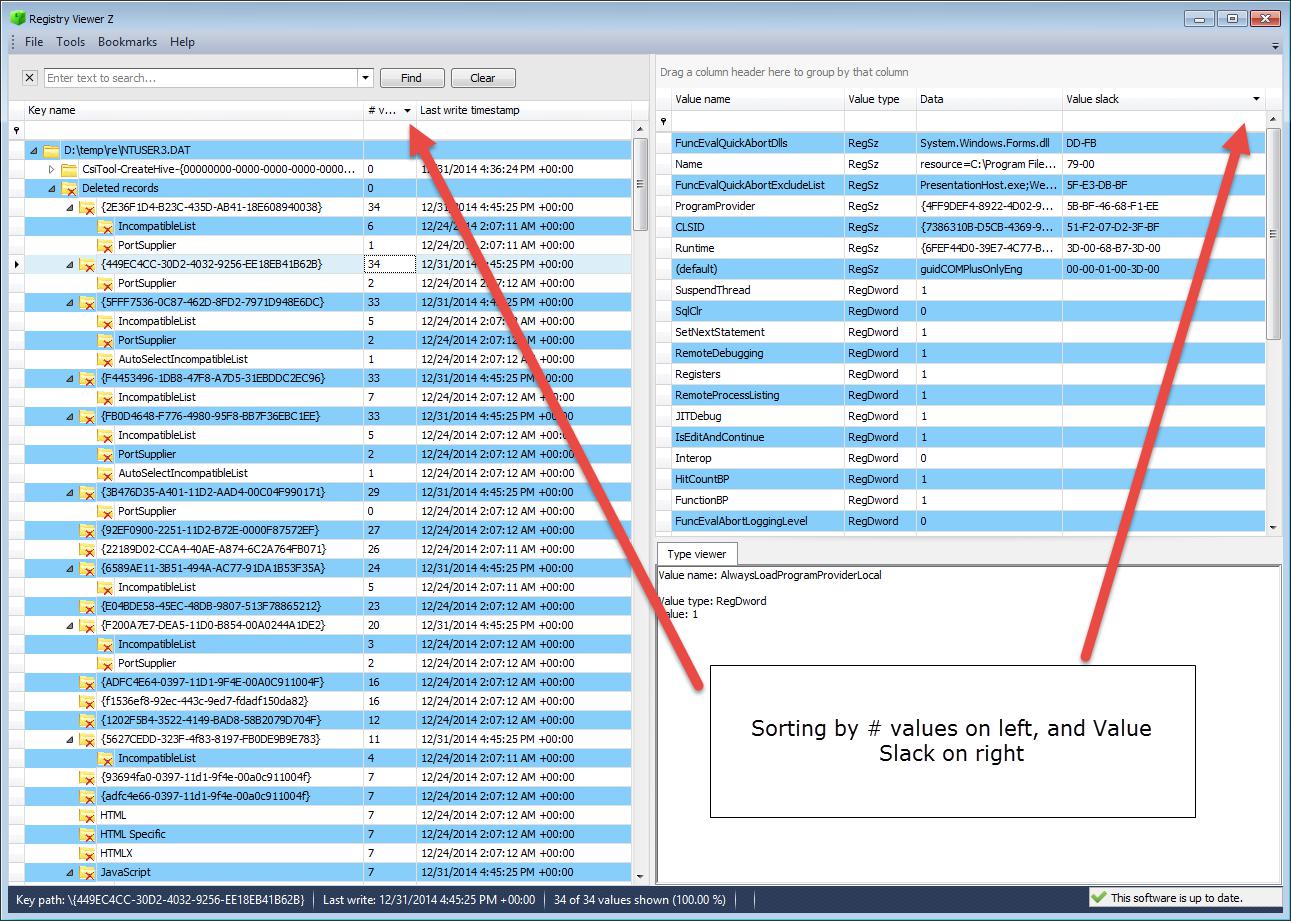 Registry Viewer Z
File Tools Bookmarks Help
Enter text to search... Find Clear
Key name # v... Last write timestamp
D:\temp\re\NTUSER3.DAT
CsiTool-CreateHive-{00000000-0000-0000-0000-0000... 0 12/31/2014 4:36:24 PM +00:00
Deleted records 0
{2E36F1D4-B23C-435D-AB41-18E608940038} 34 12/31/2014 4:45:25 PM +00:00
IncompatibleList 6 12/24/2014 2:07:11 AM +00:00
PortSupplier 1 12/24/2014 2:07:11 AM +00:00
{449EC4CC-30D2-4032-9256-EE18EB41B62B} 34 12/31/2014 4:45:25 PM +00:00
PortSupplier 2 12/24/2014 2:07:11 AM +00:00
{5FFF7536-0C87-462D-8FD2-7971D948E6DC} 33 12/31/2014 4:45:25 PM +00:00
IncompatibleList 5 12/24/2014 2:07:12 AM +00:00
PortSupplier 2 12/24/2014 2:07:12 AM +00:00
AutoSelectIncompatibleList 1 12/24/2014 2:07:12 AM +00:00
{F4453496-1DB8-47F8-A7D5-31EBDDC2EC96} 33 12/31/2014 4:45:25 PM +00:00
IncompatibleList 7 12/24/2014 2:07:12 AM +00:00
{FB0D4648-F776-4980-95F8-BB7F36EBC1EE} 33 12/31/2014 4:45:25 PM +00:00
IncompatibleList 5 12/24/2014 2:07:12 AM +00:00
PortSupplier 2 12/24/2014 2:07:12 AM +00:00
AutoSelectIncompatibleList 1 12/24/2014 2:07:12 AM +00:00
{3B476D35-A401-11D2-AAD4-00C04F990171} 29 12/31/2014 4:45:25 PM +00:00
PortSupplier 0 12/24/2014 2:07:12 AM +00:00
{92EF0900-2251-11D2-B72E-0000F87572EF} 27 12/31/2014 4:45:25 PM +00:00
{22189D02-CCA4-40AE-A874-6C2A764FB071} 26 12/24/2014 2:07:11 AM +00:00
{6589AE11-3B51-494A-AC77-91DA1B53F35A} 24 12/31/2014 4:45:25 PM +00:00
IncompatibleList 5 12/24/2014 2:07:11 AM +00:00
{E04BDE58-45EC-48DB-9807-513F78865212} 23 12/24/2014 2:07:12 AM +00:00
{F200A7E7-DEA5-11D0-B854-00A0244A1DE2} 20 12/31/2014 4:45:25 PM +00:00
IncompatibleList 3 12/24/2014 2:07:12 AM +00:00
PortSupplier 2 12/24/2014 2:07:12 AM +00:00
{ADFC4E64-0397-11D1-9F4E-00A0C911004F} 16 12/24/2014 2:07:12 AM +00:00
{f1536ef8-92ec-443c-9ed7-fdadf150da82} 16 12/24/2014 2:07:12 AM +00:00
{1202F5B4-3522-4149-BAD8-58B2079D704F} 12 12/24/2014 2:07:12 AM +00:00
{5627CEDD-323F-4f83-8197-FB0DE9B9E783} 11 12/31/2014 4:45:25 PM +00:00
IncompatibleList 4 12/24/2014 2:07:11 AM +00:00
{93694fa0-0397-11d1-9f4e-00a0c911004f} 7 12/24/2014 2:07:12 AM +00:00
{adfc4e66-0397-11d1-9f4e-00a0c911004f} 7 12/24/2014 2:07:12 AM +00:00
HTML 7 12/24/2014 2:07:12 AM +00:00
HTML Specific 7 12/24/2014 2:07:12 AM +00:00
HTMLX 7 12/24/2014 2:07:12 AM +00:00
JavaScript 7 12/31/2014 4:45:25 PM +00:00
Drag a column header here to group by that column
Value name Value type Data Value slack
FuncEvalQuickAbortDlls RegSz System.Windows.Forms.dll DD-FB
Name RegSz resource=C:\Program File... 79-00
FuncEvalQuickAbortExcludeList RegSz PresentationHost.exe;We... 5F-E3-DB-BF
ProgramProvider RegSz {4FF9DEF4-8922-4D02-9... 5B-BF-46-68-F1-EE
CLSID RegSz {7386310B-D5CB-4369-9... 51-F2-07-D2-3F-BF
Runtime RegSz {6FEF44D0-39E7-4C77-B... 3D-00-68-B7-3D-00
(default) RegSz guidCOMPlusOnlyEng 00-00-01-00-3D-00
SuspendThread RegDword 1
SqlClr RegDword 0
SetNextStatement RegDword 1
RemoteDebugging RegDword 1
Registers RegDword 1
RemoteProcessListing RegDword 1
JITDebug RegDword 1
IsEditAndContinue RegDword 1
Interop RegDword 0
HitCountBP RegDword 1
FunctionBP RegDword 1
FuncEvalAbortLoggingLevel RegDword 0
Type viewer
Value name: AlwaysLoadProgramProviderLocal
Value type: RegDword
Value: 1
Sorting by # values on left, and Value
Slack on right
Key path: \{449EC4CC-30D2-4032-9256-EE18EB41B62B} Last write: 12/31/2014 4:45:25 PM +00:00 34 of 34 values shown (100.00 %) This software is up to date.